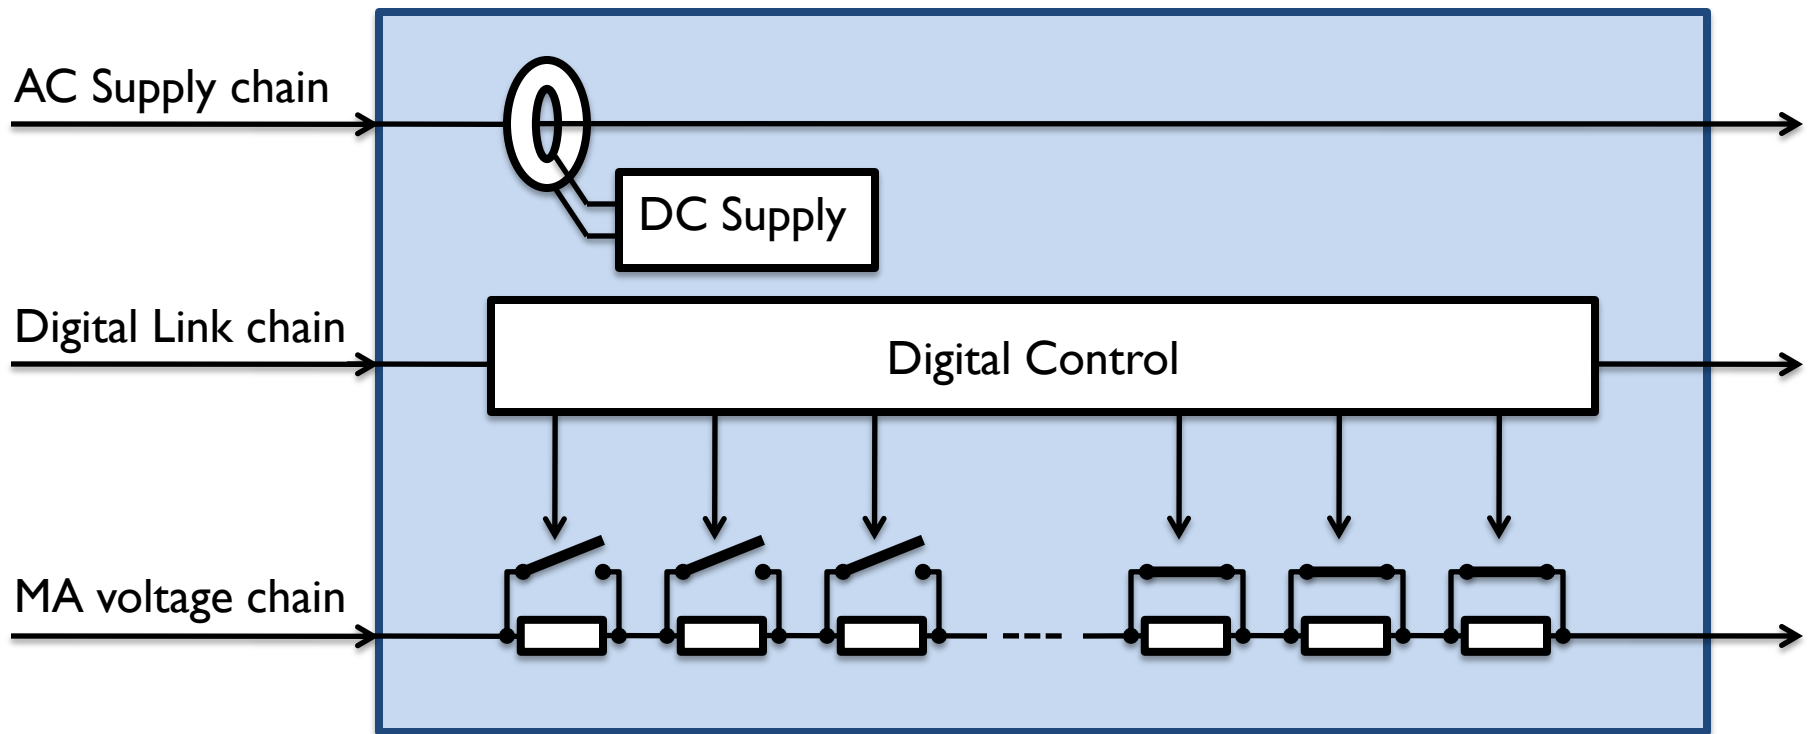 AC Supply chain
DC Supply
Digital Link chain
Digital Control
MA voltage chain